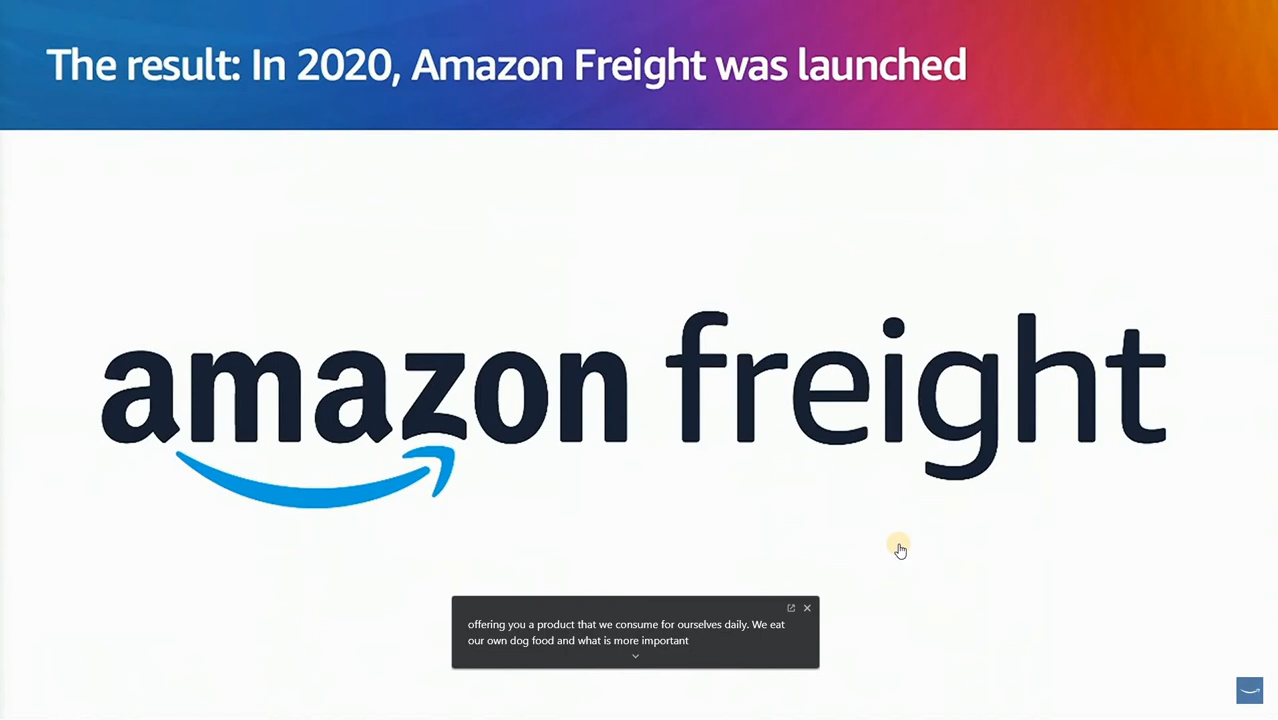 The result: In 2020, Amazon Freight was launched
amazon freight
offering you a product that we consume for ourselves daily. We eat
our own dog food and what is more important